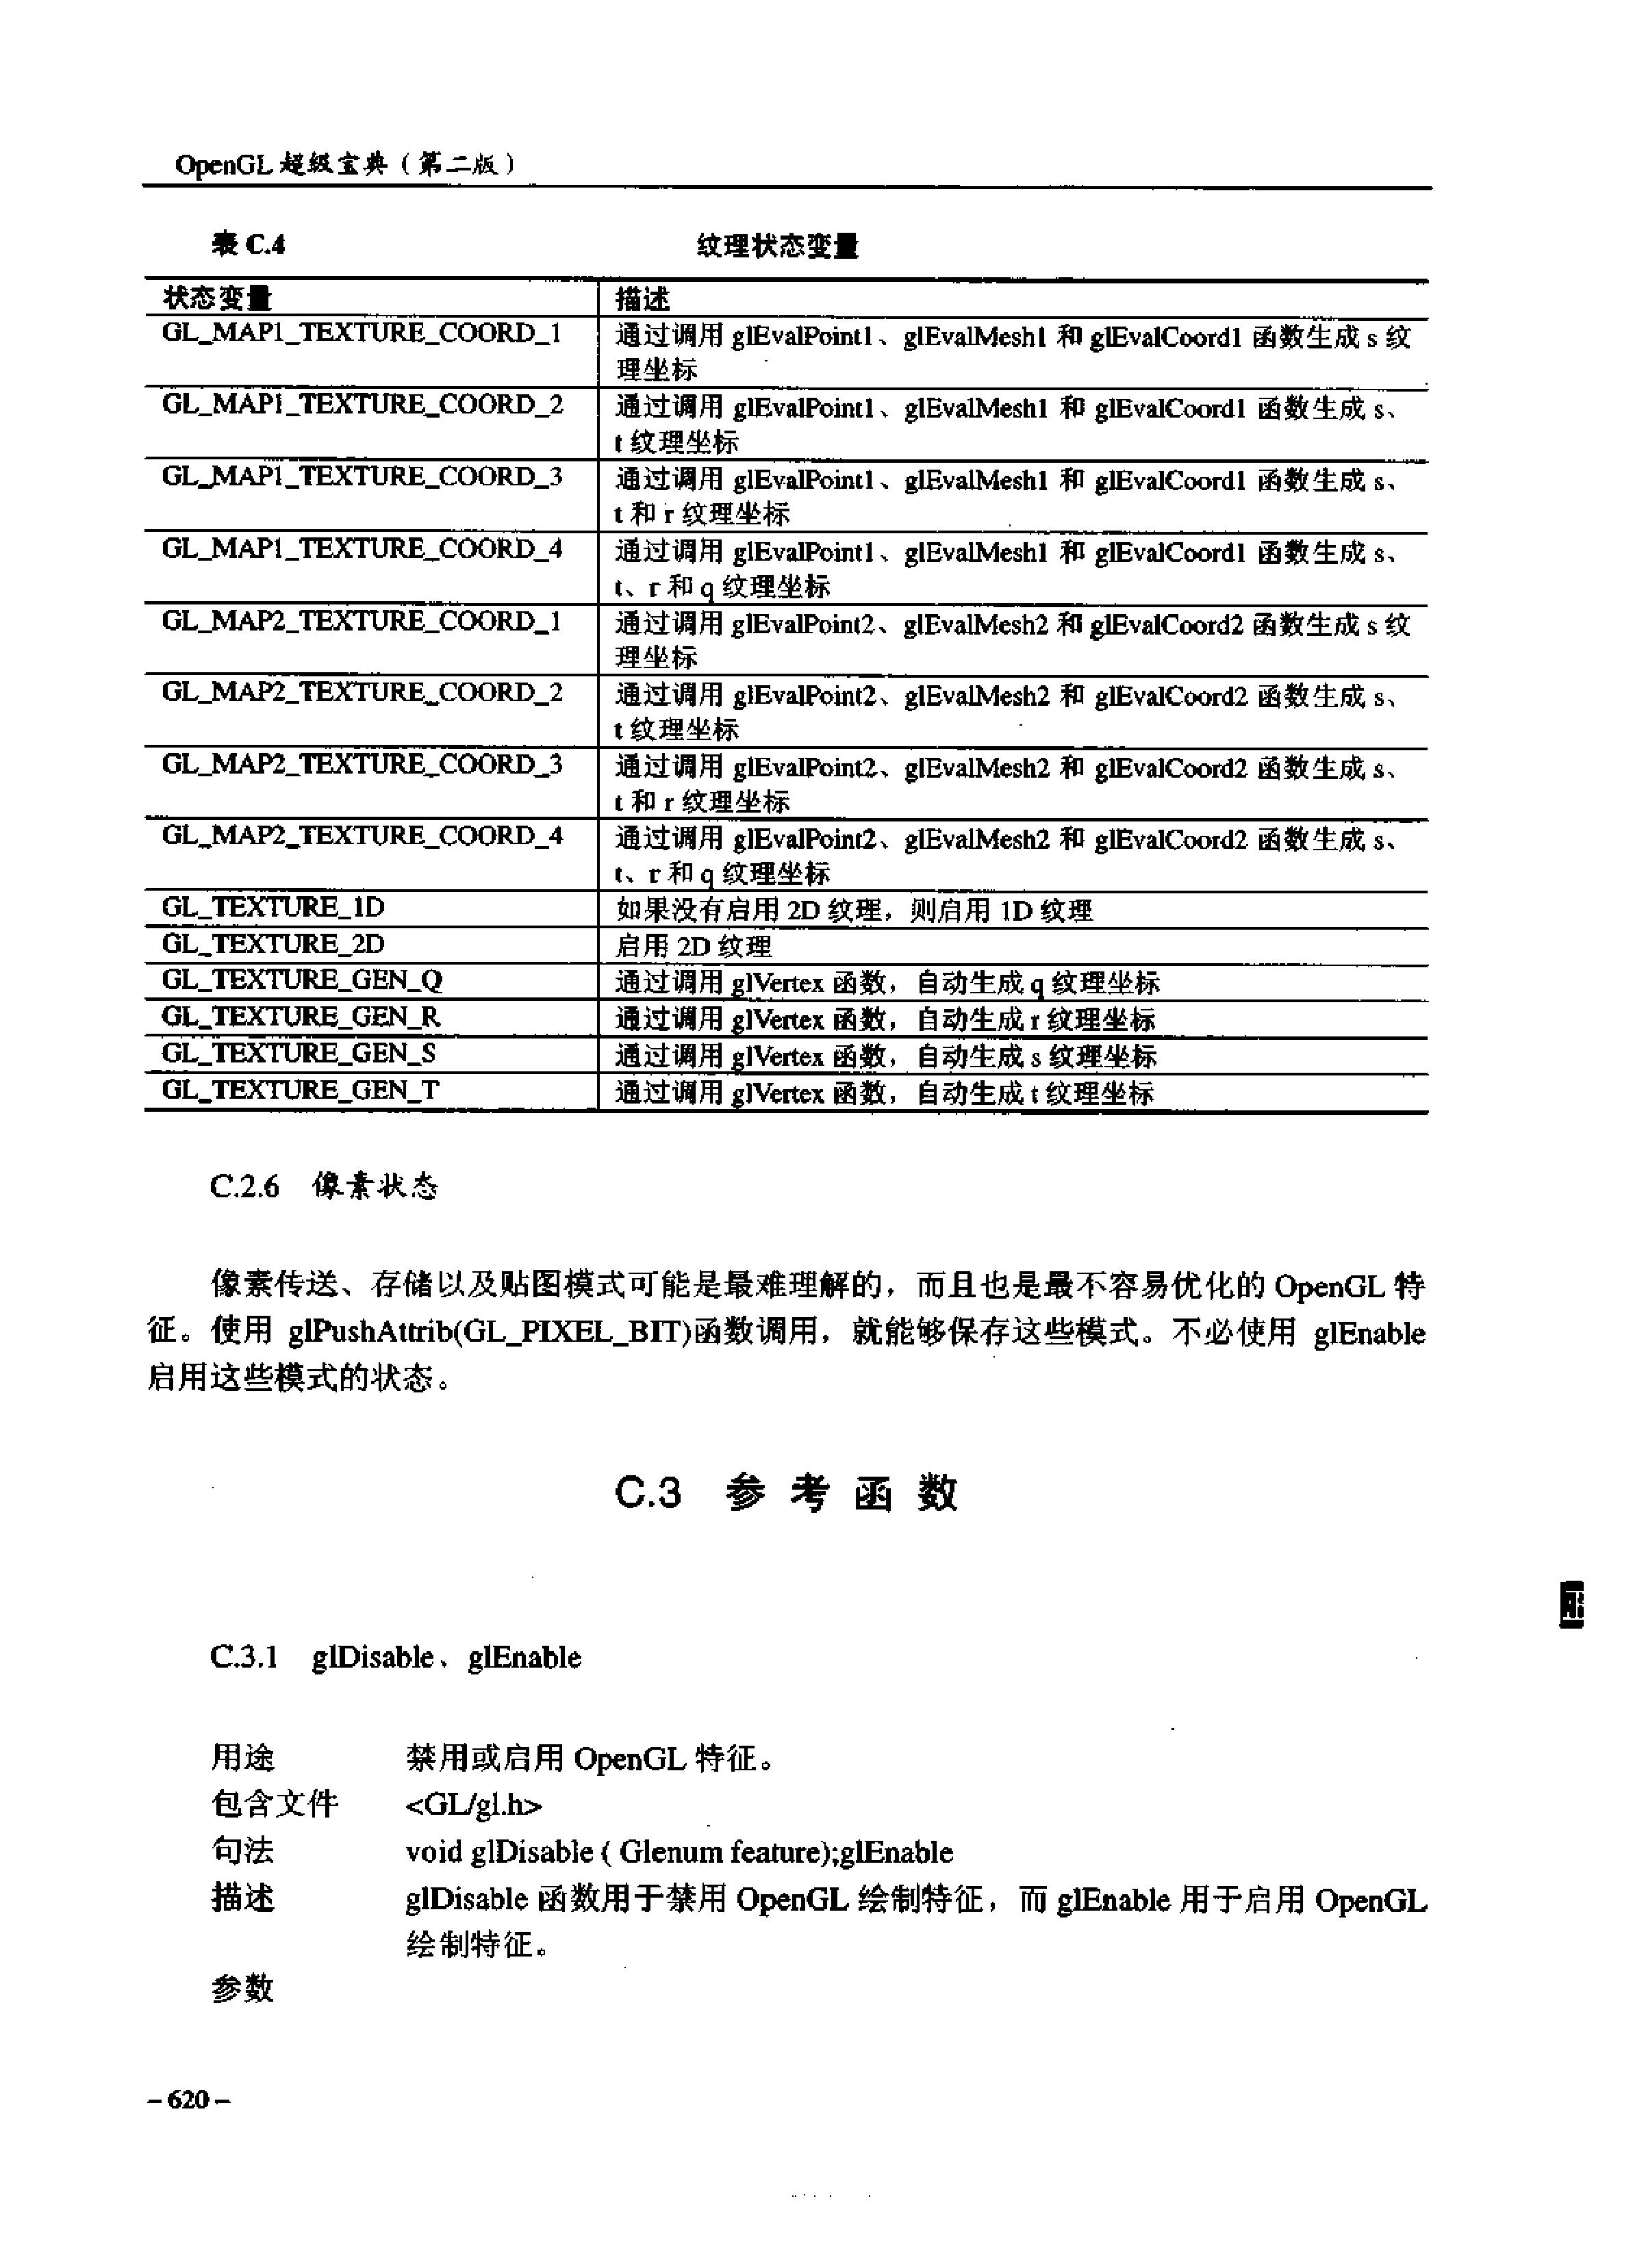 OpenGL 超级宝典（第二版）
表 C.4 纹理状态变量
状态变量 描述
GL_MAP1_TEXTURE_COORD_1 通过调用 glEvalPoint1、glEvalMesh1 和 glEvalCoord1 函数生成 s 纹
理坐标
GL_MAP1_TEXTURE_COORD_2 通过调用 glEvalPoint1、glEvalMesh1 和 glEvalCoord1 函数生成 s、
t 纹理坐标
GL_MAP1_TEXTURE_COORD_3 通过调用 glEvalPoint1、glEvalMesh1 和 glEvalCoord1 函数生成 s、
t 和 r 纹理坐标
GL_MAP1_TEXTURE_COORD_4 通过调用 glEvalPoint1、glEvalMesh1 和 glEvalCoord1 函数生成 s、
t、r 和 q 纹理坐标
GL_MAP2_TEXTURE_COORD_1 通过调用 glEvalPoint2、glEvalMesh2 和 glEvalCoord2 函数生成 s 纹
理坐标
GL_MAP2_TEXTURE_COORD_2 通过调用 glEvalPoint2、glEvalMesh2 和 glEvalCoord2 函数生成 s、
t 纹理坐标
GL_MAP2_TEXTURE_COORD_3 通过调用 glEvalPoint2、glEvalMesh2 和 glEvalCoord2 函数生成 s、
t 和 r 纹理坐标
GL_MAP2_TEXTURE_COORD_4 通过调用 glEvalPoint2、glEvalMesh2 和 glEvalCoord2 函数生成 s、
t、r 和 q 纹理坐标
GL_TEXTURE_1D 如果没有启用 2D 纹理，则启用 1D 纹理
GL_TEXTURE_2D 启用 2D 纹理
GL_TEXTURE_GEN_Q 通过调用 glVertex 函数，自动生成 q 纹理坐标
GL_TEXTURE_GEN_R 通过调用 glVertex 函数，自动生成 r 纹理坐标
GL_TEXTURE_GEN_S 通过调用 glVertex 函数，自动生成 s 纹理坐标
GL_TEXTURE_GEN_T 通过调用 glVertex 函数，自动生成 t 纹理坐标
C.2.6 像素状态
像素传送、存储以及贴图模式可能是最难理解的，而且也是最不容易优化的 OpenGL 特
征。使用 glPushAttrib(GL_PIXEL_BIT)函数调用，就能够保存这些模式。不必使用 glEnable
启用这些模式的状态。
C.3 参考函数
C.3.1 glDisable、glEnable
用途 禁用或启用 OpenGL 特征。
包含文件 <GL/gl.h>
句法 void glDisable ( Glenum feature);glEnable
描述 glDisable 函数用于禁用 OpenGL 绘制特征，而 glEnable 用于启用 OpenGL
绘制特征。
参数
– 620 –